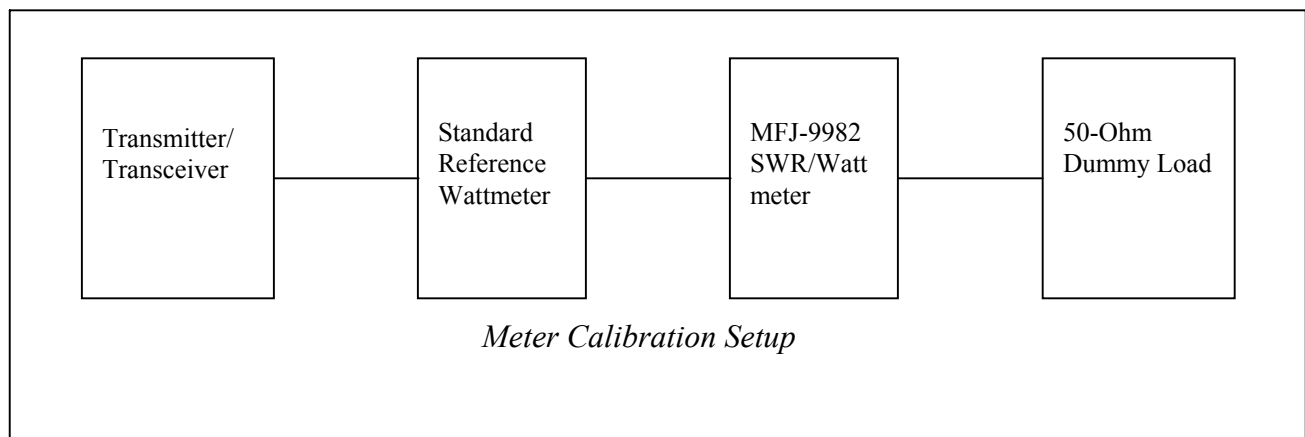 Transmitter/
Transceiver
Standard
Reference
Wattmeter
MFJ-9982
SWR/Watt
meter
50-Ohm
Dummy Load
Meter Calibration Setup